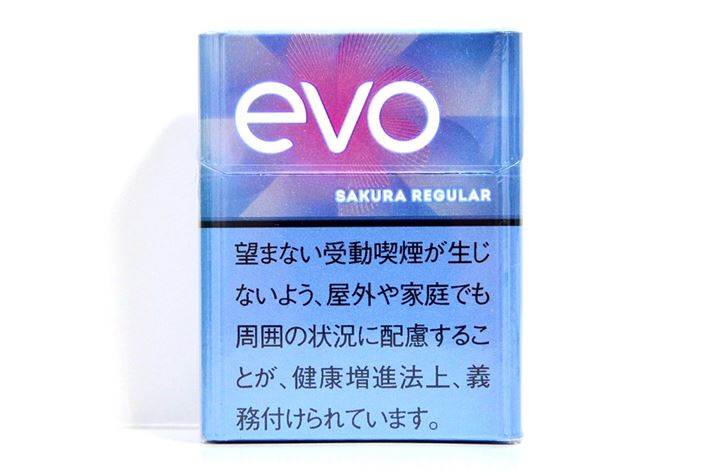 evo
SAKURA REGULAR
望まない受動喫煙が生じ
ないよう、屋外や家庭でも
周囲の状況に配慮するこ
とが、健康増進法上、義
務付けられています。